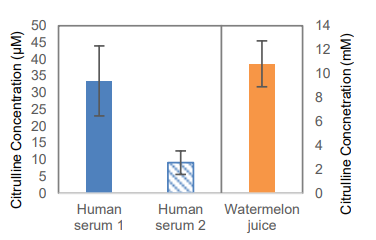 Citrulline Concentration (µM)
50
45
40
35
30
25
20
15
10
5
0
Human
serum 1
Human
serum 2
Watermelon
juice
14
12
10
8
6
4
2
0
Citrulline Concnetration (mM)